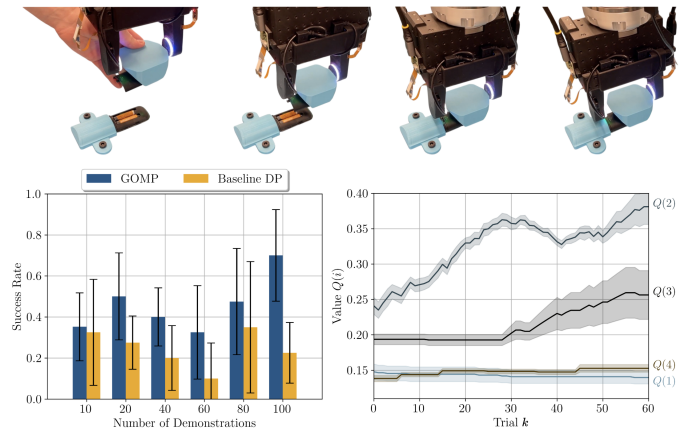 GOMP
Baseline DP
Success Rate
1.0
0.8
0.6
0.4
0.2
0.0
10
20
40
60
80
100
Number of Demonstrations
Value Q(i)
0.40
0.35
0.30
0.25
0.20
0.15
Q(2)
Q(3)
Q(4)
Q(1)
0
10
20
30
40
50
60
Trial k